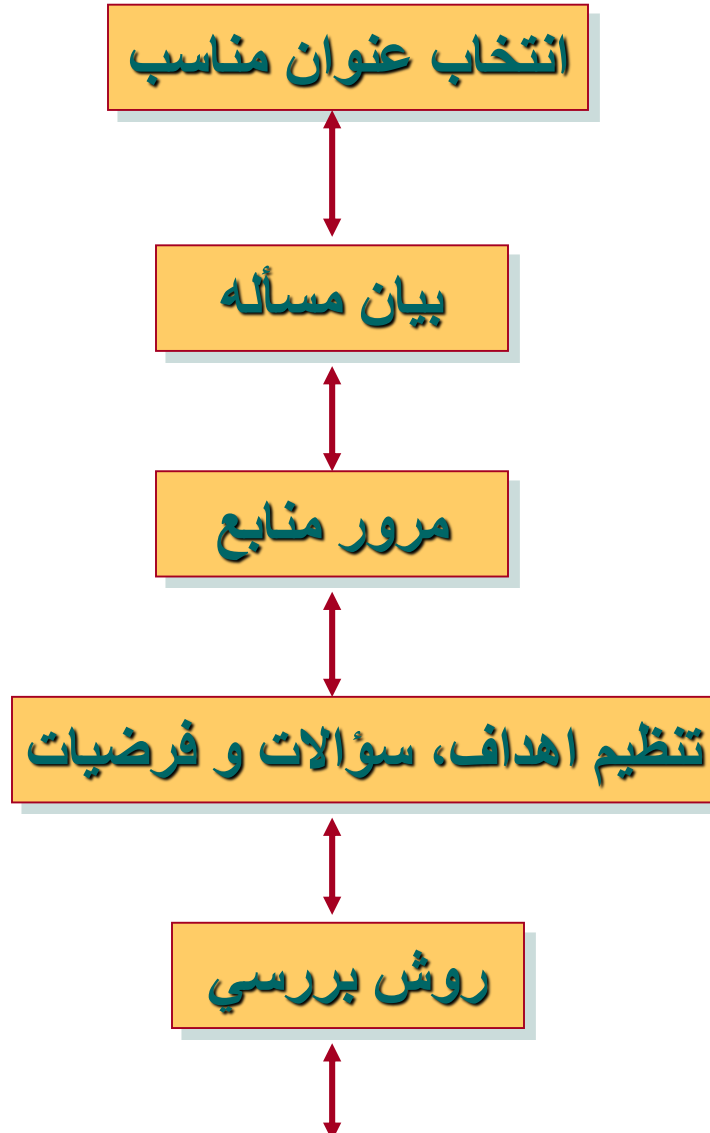 انتخاب عنوان مناسب
بيان مسأله
مرور منابع
تنظيم اهداف، سؤالات و فرضيات
روش بررسي